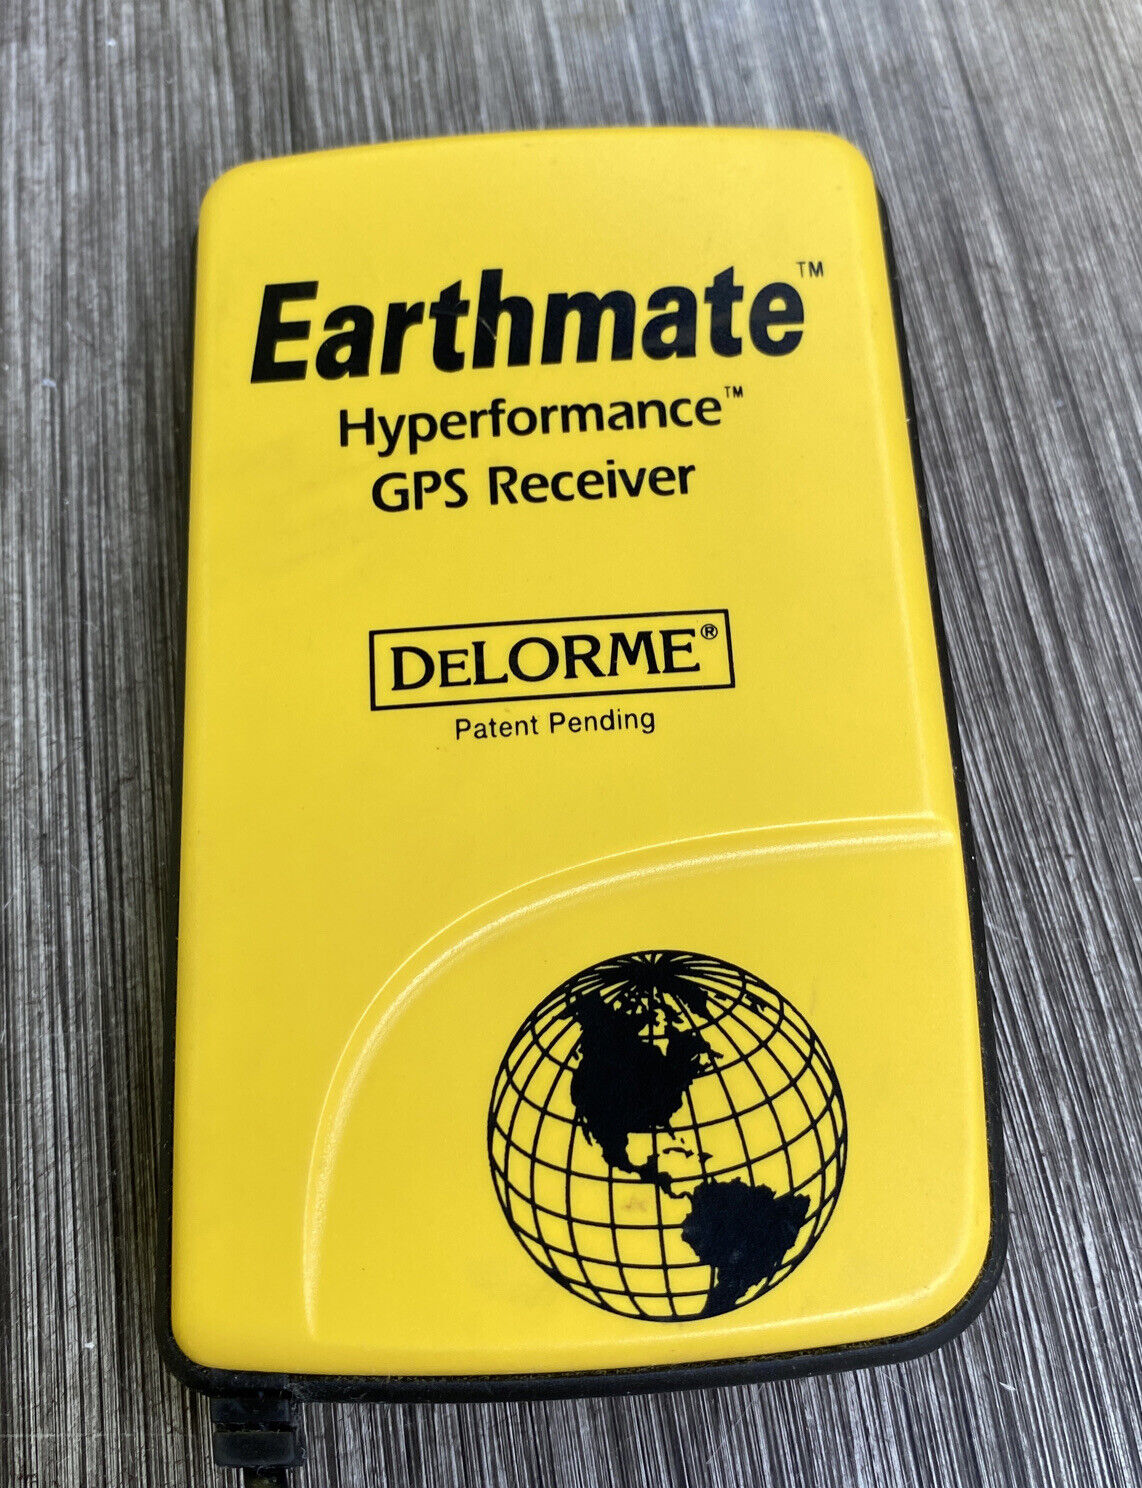 Earthmate™
Hyperformance™
GPS Receiver
DELORME®
Patent Pending